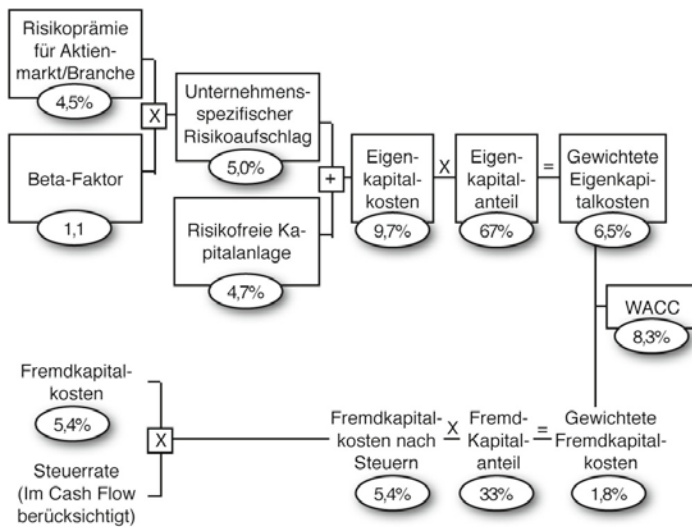 Risikoprämie
für Aktien-
markt/Branche
4,5%
X
Beta-Faktor
1,1
Unternehmens-
spezifischer
Risikoaufschlag
5,0%
+
Risikofreie Ka-
pitalanlage
4,7%
Eigen-
kapital-
kosten
9,7%
X
Eigen-
kapital-
anteil
67%
=
Gewichtete
Eigenkapi-
talkosten
6,5%
WACC
8,3%
Fremdkapital-
kosten
5,4%
X
Steuerrate
(Im Cash Flow
berücksichtigt)
Fremdkapital-
kosten nach
Steuern
5,4%
X
Fremd-
Kapital-
anteil
33%
=
Gewichtete
Fremdkapital-
kosten
1,8%